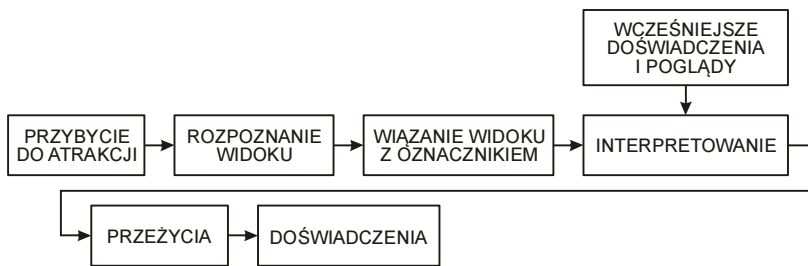 WCZEŚNIEJSZE
DOŚWIADCZENIA
I POGLĄDY
PRZYBYCIE
DO ATRAKCJI
ROZPOZNANIE
WIDOKU
WIĄZANIE WIDOKU
Z OZNACZNIKIEM
INTERPRETOWANIE
PRZEŻYCIA
DOŚWIADCZENIA